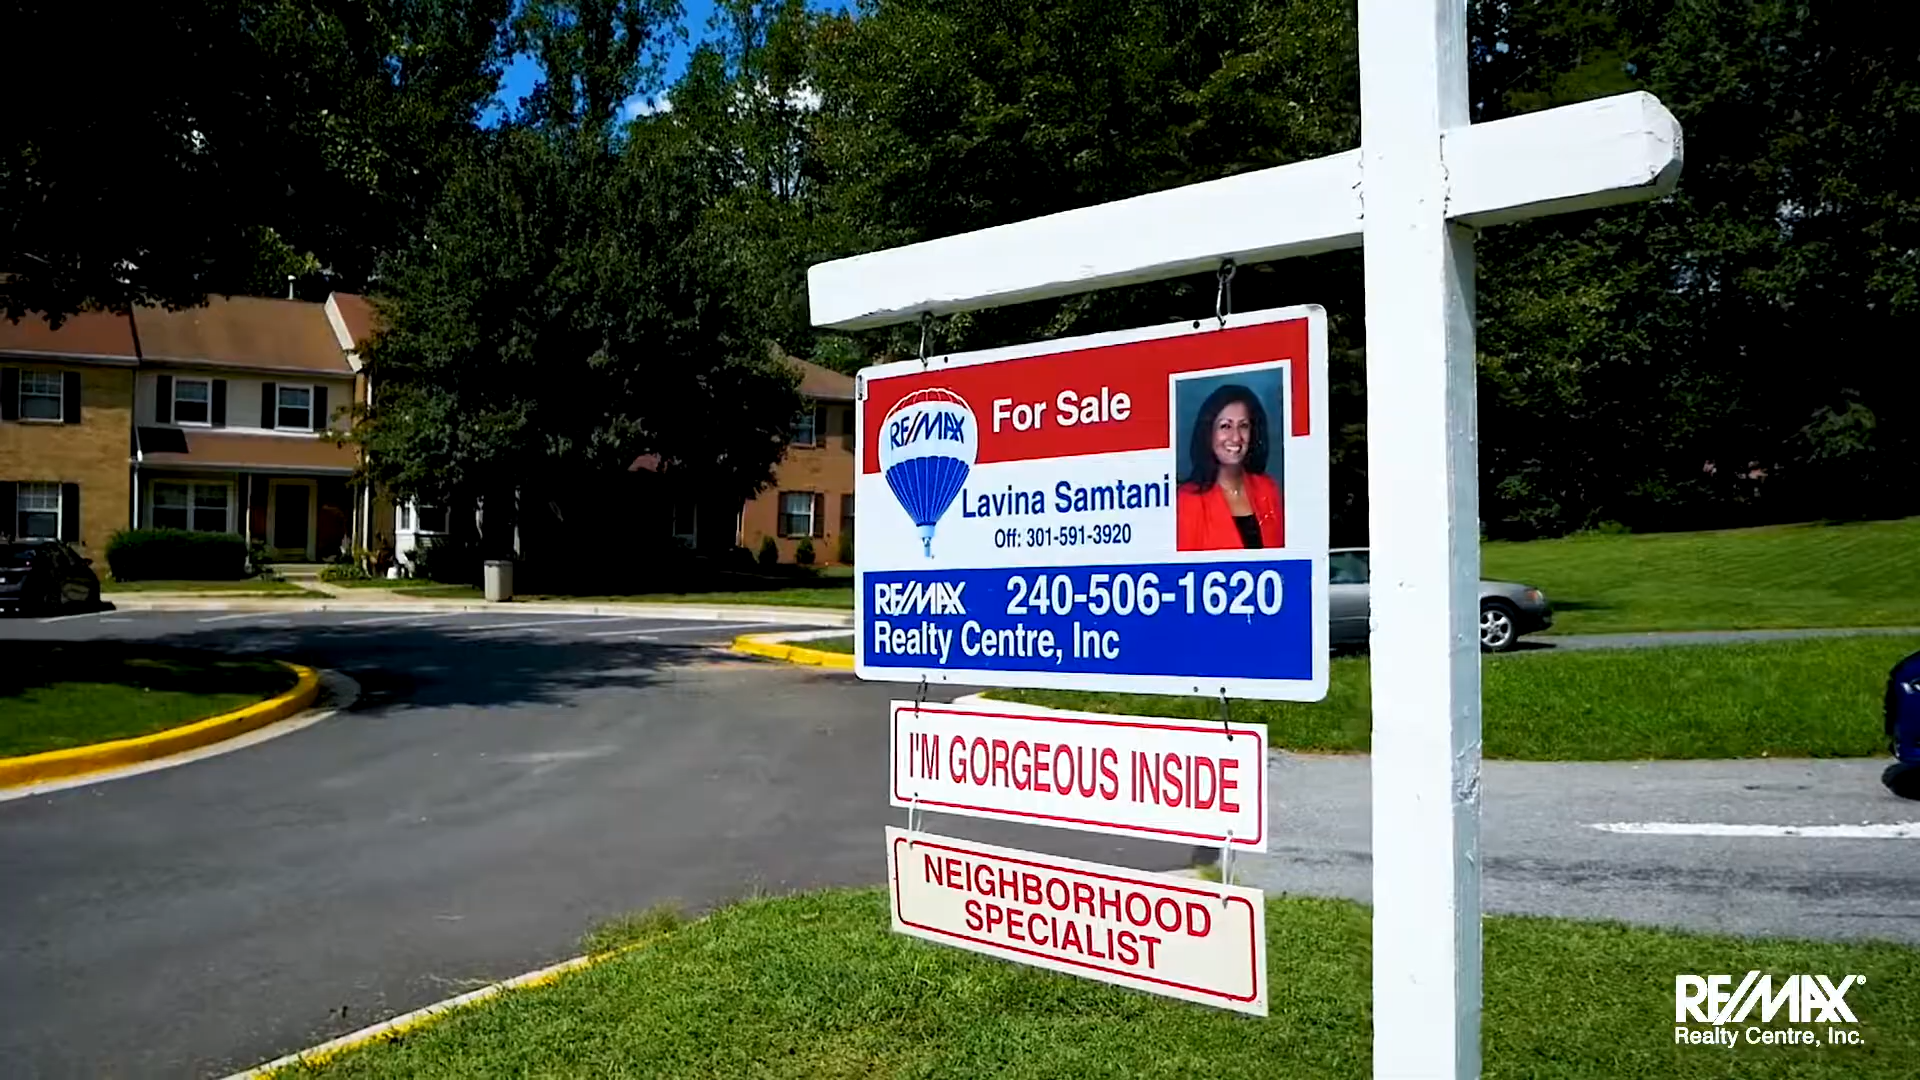 For Sale
RE/MAX
Lavina Samtani
Off: 301-591-3920
RE/MAX 240-506-1620
Realty Centre, Inc
I'M GORGEOUS INSIDE
NEIGHBORHOOD
SPECIALIST
RE/MAX®
Realty Centre, Inc.